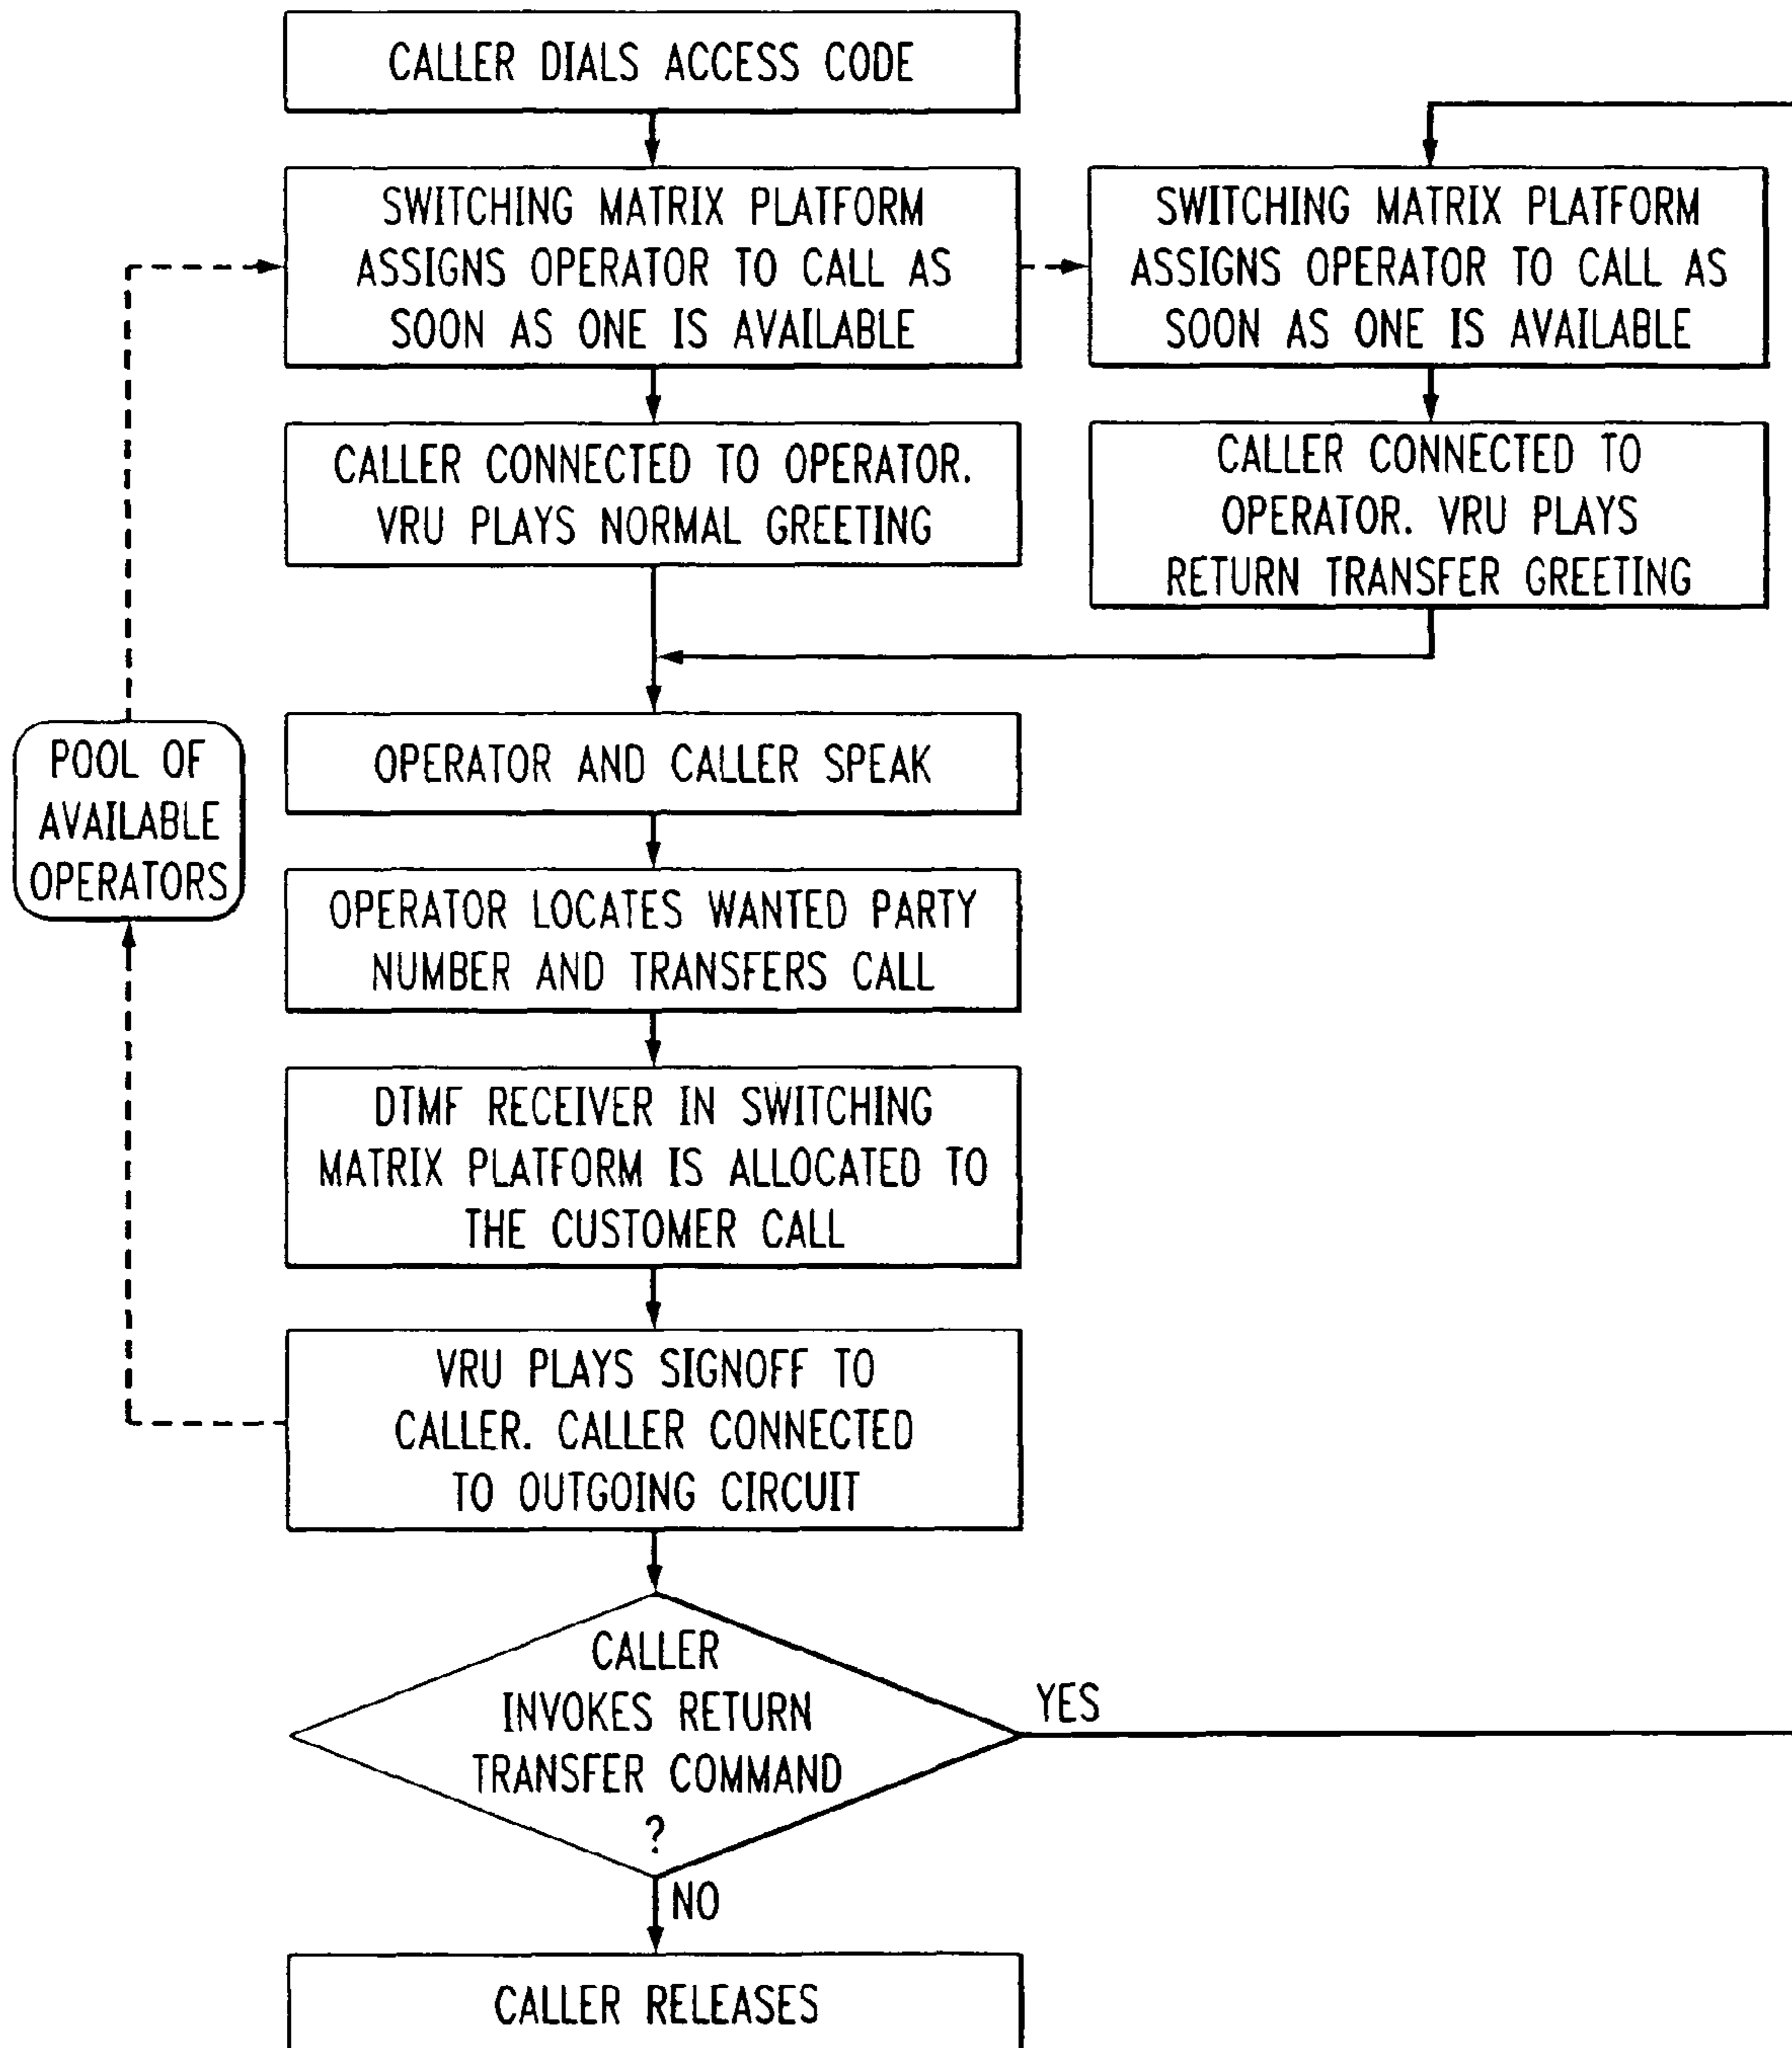 CALLER DIALS ACCESS CODE
SWITCHING MATRIX PLATFORM
ASSIGNS OPERATOR TO CALL AS
SOON AS ONE IS AVAILABLE
SWITCHING MATRIX PLATFORM
ASSIGNS OPERATOR TO CALL AS
SOON AS ONE IS AVAILABLE
CALLER CONNECTED TO OPERATOR.
VRU PLAYS NORMAL GREETING
CALLER CONNECTED TO
OPERATOR. VRU PLAYS
RETURN TRANSFER GREETING
POOL OF
AVAILABLE
OPERATORS
OPERATOR AND CALLER SPEAK
OPERATOR LOCATES WANTED PARTY
NUMBER AND TRANSFERS CALL
DTMF RECEIVER IN SWITCHING
MATRIX PLATFORM IS ALLOCATED TO
THE CUSTOMER CALL
VRU PLAYS SIGNOFF TO
CALLER. CALLER CONNECTED
TO OUTGOING CIRCUIT
CALLER
INVOKES RETURN
TRANSFER COMMAND
?
YES
NO
CALLER RELEASES